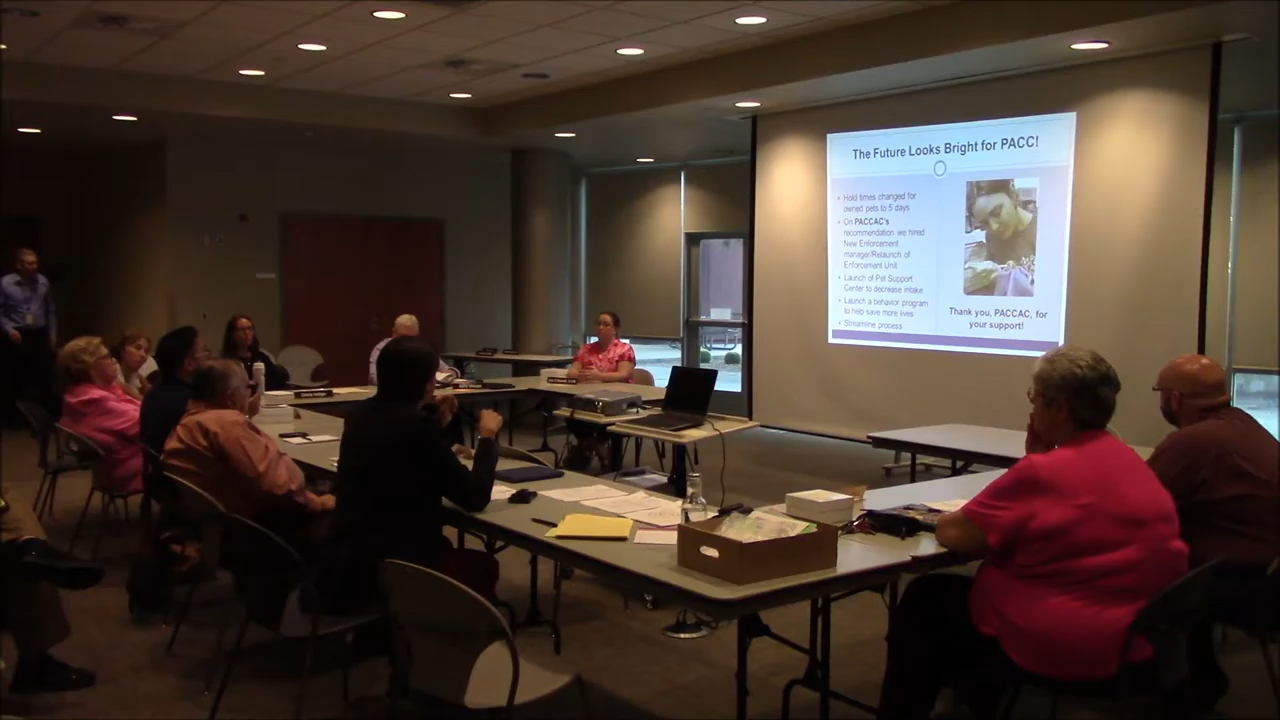 The Future Looks Bright for PACC!
• Hold times changed for
owned pets to 5 days
• On PACCAC's
recommendation we hired
New Enforcement
manager/Relaunch of
Enforcement Unit
• Launch of Pet Support
Center to decrease intake
• Launch a behavior program
to help save more lives
• Streamline process
Thank you, PACCAC, for
your support!